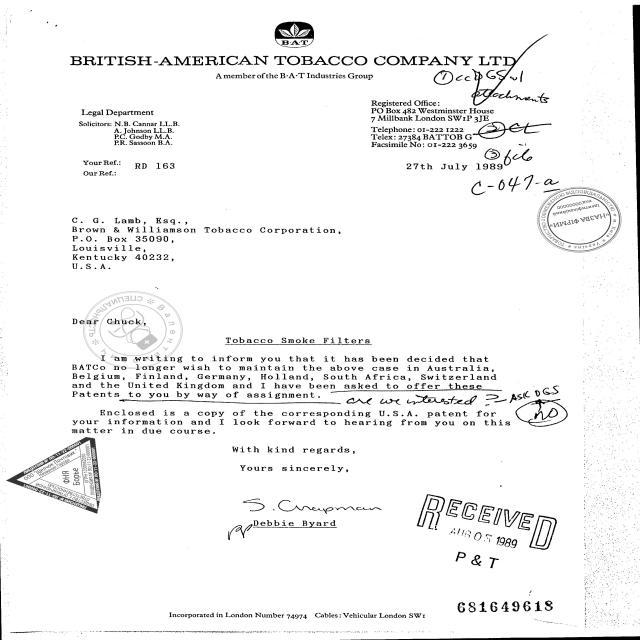 BAT
BRITISH-AMERICAN TOBACCO COMPANY LTD
A member of the B·A·T Industries Group
① cc DGS w/
attachments
Legal Department
Solicitors: N.B. Cannar LL.B.
A. Johnson LL.B.
P.C. Godby M.A.
P.R. Sassoon B.A.
Registered Office:
PO Box 482 Westminster House
7 Millbank London SW1P 3JE
Telephone: 01-222 1222
Telex: 27384 BATTOB G
Facsimile No: 01-222 3659
③ file
Your Ref.: RD 163
Our Ref.:
27th July 1989
C-047-a
«НАЗВА ФІРМИ»
Україна
C. G. Lamb, Esq.,
Brown & Williamson Tobacco Corporation,
P.O. Box 35090,
Louisville,
Kentucky 40232,
U.S.A.
СПЕЦИАЛЬНОСТЬ
Dear Chuck,
Tobacco Smoke Filters
I am writing to inform you that it has been decided that
BATCo no longer wish to maintain the above case in Australia,
Belgium, Finland, Germany, Holland, South Africa, Switzerland
and the United Kingdom and I have been asked to offer these
Patents to you by way of assignment.
are we interested? - ASK DGS
NO
Enclosed is a copy of the corresponding U.S.A. patent for
your information and I look forward to hearing from you on this
matter in due course.
With kind regards,
Yours sincerely,
ФНЯ
Борье
S. Chapman
pp Debbie Byard
RECEIVED
AUG 05 1989
P & T
681649618
Incorporated in London Number 74974 Cables: Vehicular London SW1